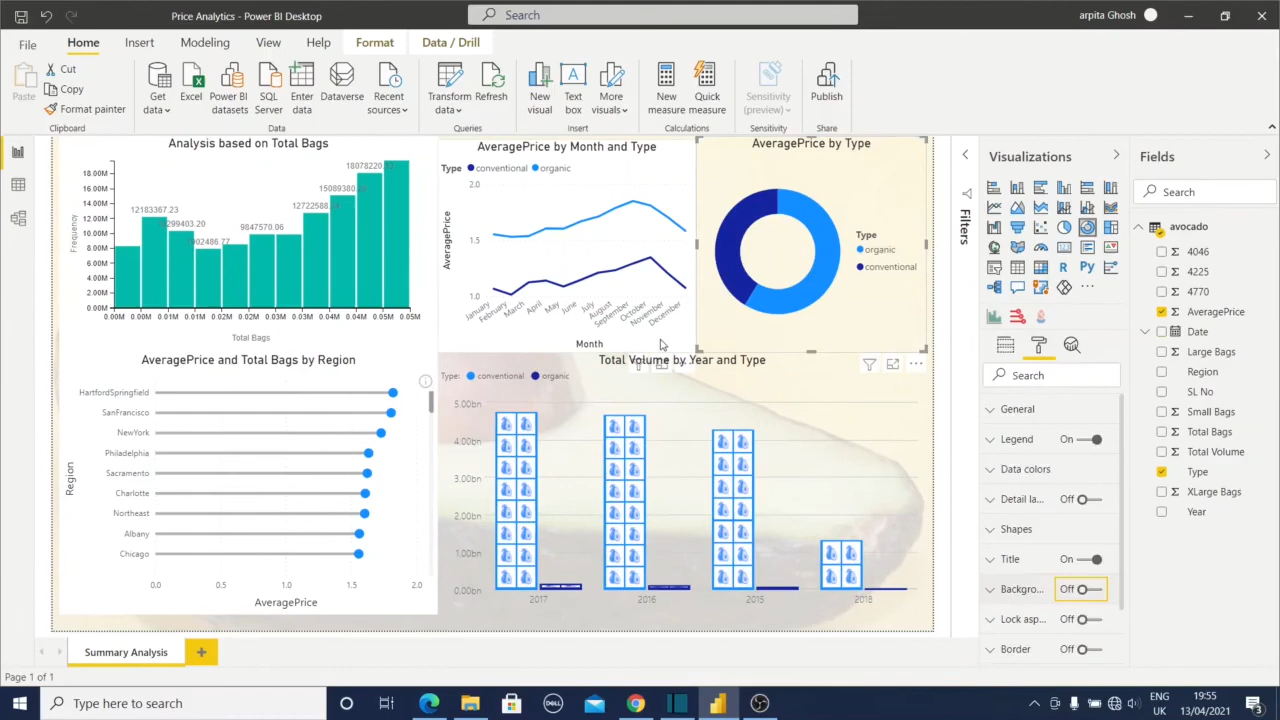 Price Analytics - Power BI Desktop
Search
arpita Ghosh
File
Home
Insert
Modeling
View
Help
Format
Data / Drill
Paste
Cut
Copy
Format painter
Clipboard
Get data
Excel
Power BI datasets
SQL Server
Enter data
Dataverse
Recent sources
Data
Transform data
Refresh
Queries
New visual
Text box
More visuals
Insert
New measure
Quick measure
Calculations
Sensitivity (preview)
Sensitivity
Publish
Share
Analysis based on Total Bags
Frequency
18.00M
16.00M
14.00M
12.00M
10.00M
8.00M
6.00M
4.00M
2.00M
0.00M
12183367.23
9847570.06
0.00M 0.00M 0.01M 0.01M 0.02M 0.02M 0.03M 0.03M 0.04M 0.04M 0.05M 0.05M
Total Bags
AveragePrice by Month and Type
Type conventional organic
AveragePrice
2.0
1.5
1.0
January
February
March
April
May
June
July
August
September
October
November
December
Month
AveragePrice by Type
Type
organic
conventional
AveragePrice and Total Bags by Region
Region
HartfordSpringfield
SanFrancisco
NewYork
Philadelphia
Sacramento
Charlotte
Northeast
Albany
Chicago
0.0 0.5 1.0 1.5 2.0
AveragePrice
Total Volume by Year and Type
Type: conventional organic
5.00bn
4.00bn
3.00bn
2.00bn
1.00bn
0.00bn
2017 2016 2015 2018
Filters
Visualizations
R
Py
Search
General
Legend On
Data colors
Detail la... Off
Shapes
Title On
Backgro... Off
Lock asp... Off
Border Off
Fields
Search
avocado
4046
4225
4770
AveragePrice
Date
Large Bags
Region
SL No
Small Bags
Total Bags
Total Volume
Type
XLarge Bags
Year
Summary Analysis
Page 1 of 1
Type here to search
DELL
ENG
UK
19:55
13/04/2021
3